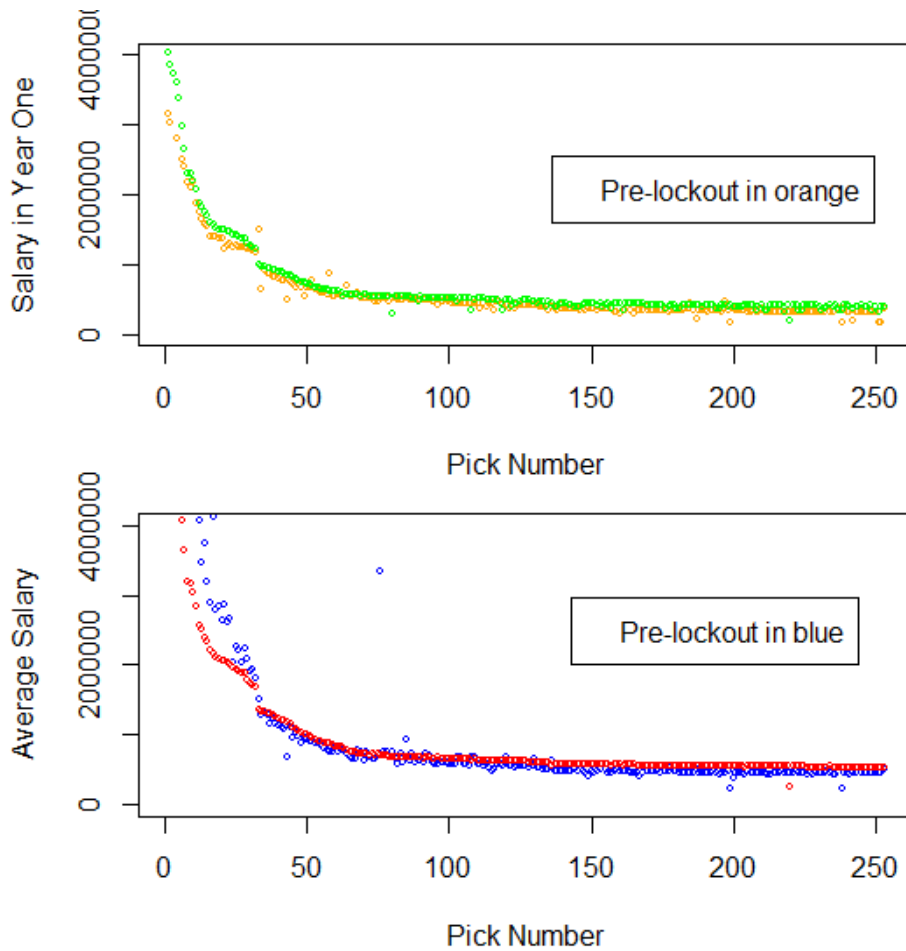 Salary in Year One
4000000
2000000
0
Pre-lockout in orange
0 50 100 150 200 250
Pick Number
Average Salary
4000000
2000000
0
Pre-lockout in blue
0 50 100 150 200 250
Pick Number